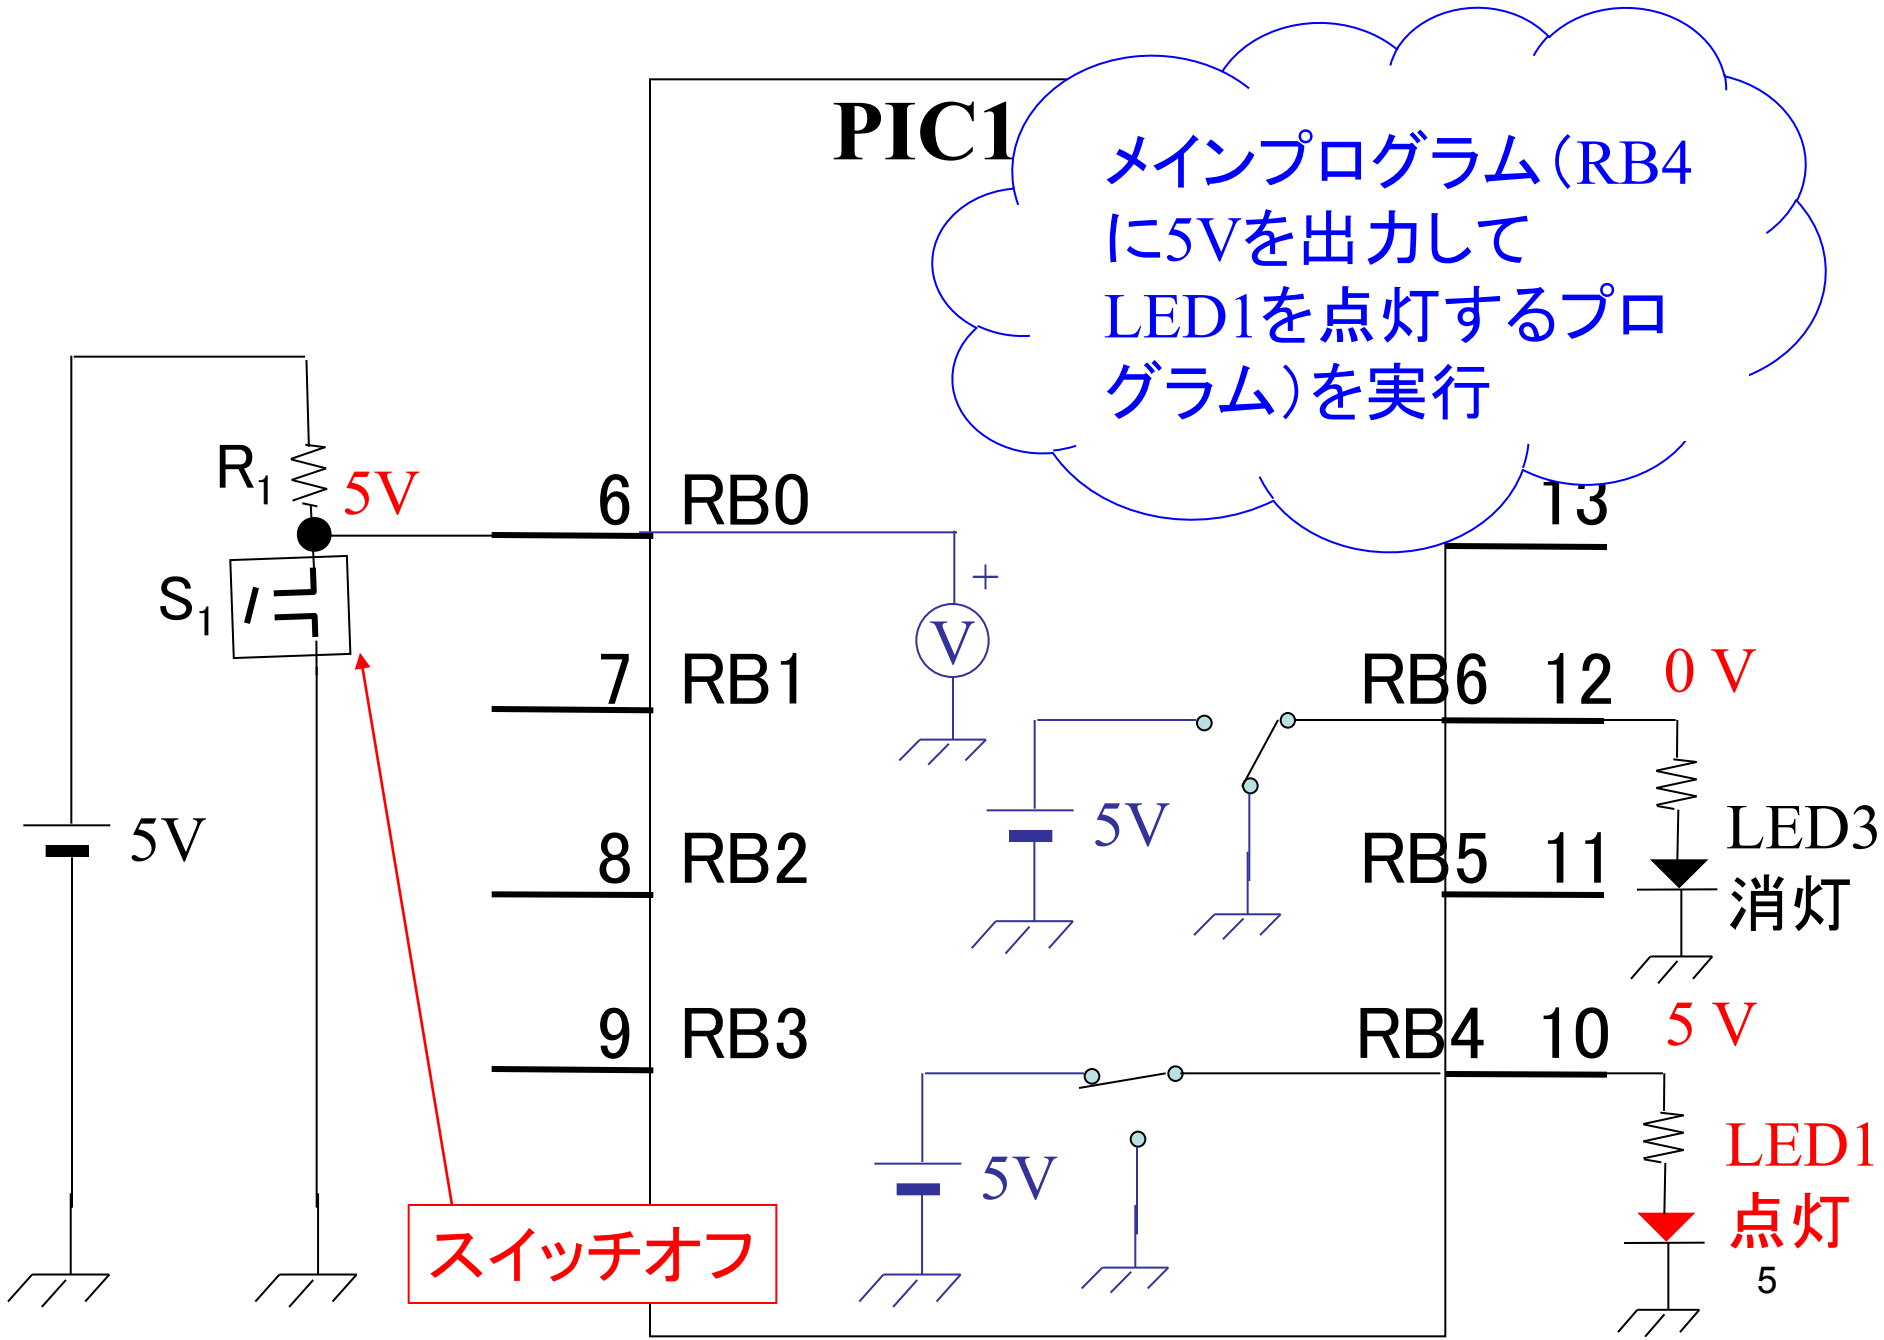 PIC1
メインプログラム（RB4
に5Vを出力して
LED1を点灯するプロ
グラム）を実行
R1
5V
6 RB0
13
S1
+
V
7 RB1
RB6 12
0 V
5V
5V
8 RB2
RB5 11
LED3
消灯
9 RB3
RB4 10
5 V
5V
LED1
点灯
スイッチオフ
5